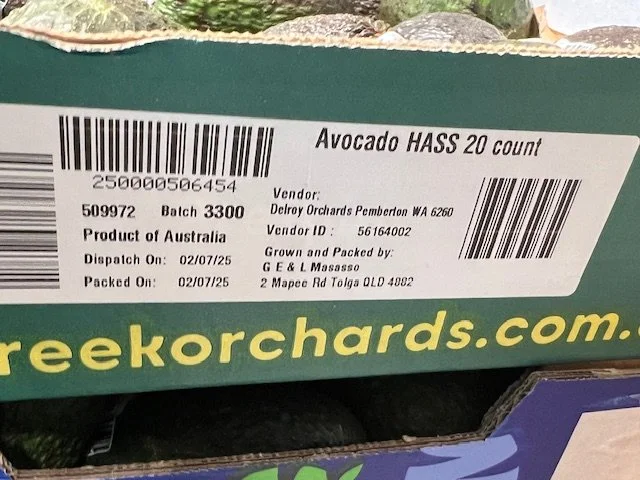 Avocado HASS 20 count
250000506454
509972 Batch 3300
Product of Australia
Dispatch On: 02/07/25
Packed On: 02/07/25
Vendor:
Delroy Orchards Pemberton WA 6260
Vendor ID : 56164002
Grown and Packed by:
G E & L Masasso
2 Mapee Rd Tolga QLD 4882
reekorchards.com.